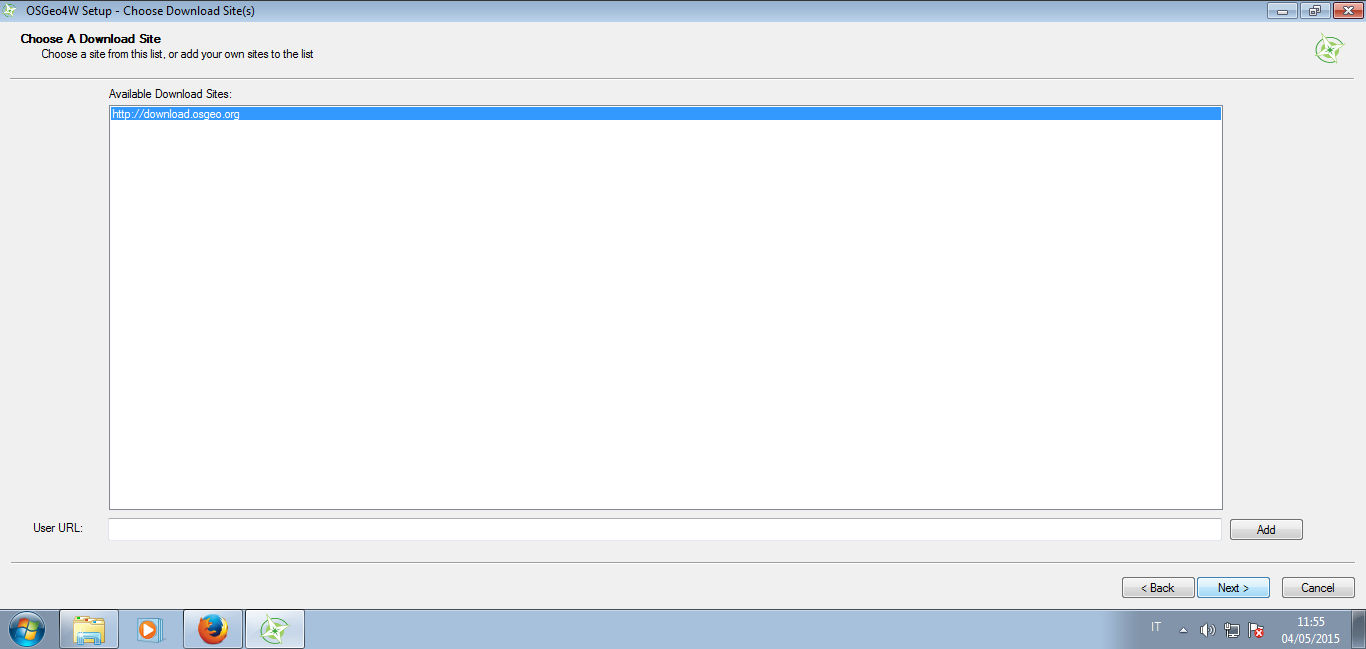 OSGeo4W Setup - Choose Download Site(s)
Choose A Download Site
Choose a site from this list, or add your own sites to the list
Available Download Sites:
http://download.osgeo.org
User URL:
Add
< Back
Next >
Cancel
IT
11:55
04/05/2015